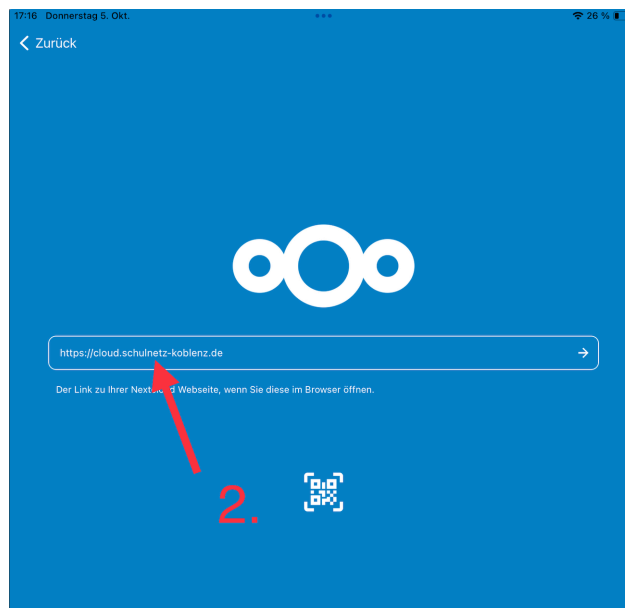 17:16 Donnerstag 5. Okt. 26 %
Zurück
https://cloud.schulnetz-koblenz.de
Der Link zu Ihrer Nextcloud Webseite, wenn Sie diese im Browser öffnen.
2.